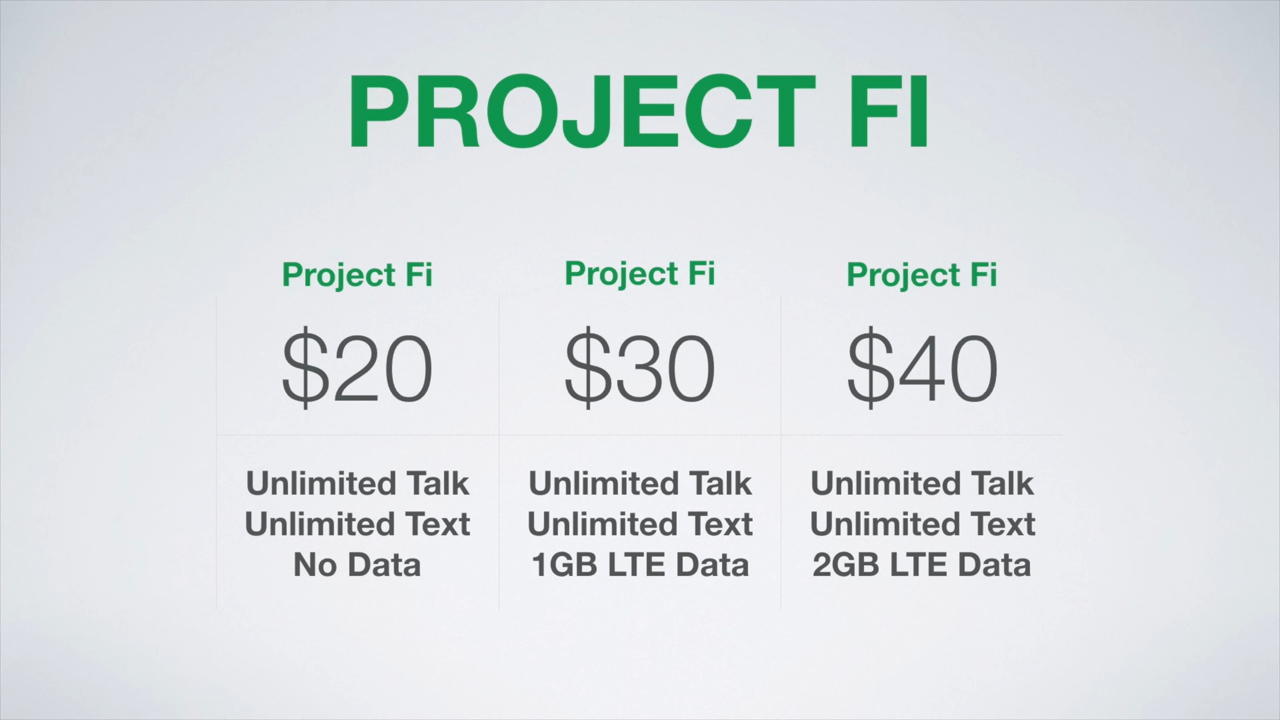 PROJECT FI
Project Fi
$20
Unlimited Talk
Unlimited Text
No Data
Project Fi
$30
Unlimited Talk
Unlimited Text
1GB LTE Data
Project Fi
$40
Unlimited Talk
Unlimited Text
2GB LTE Data